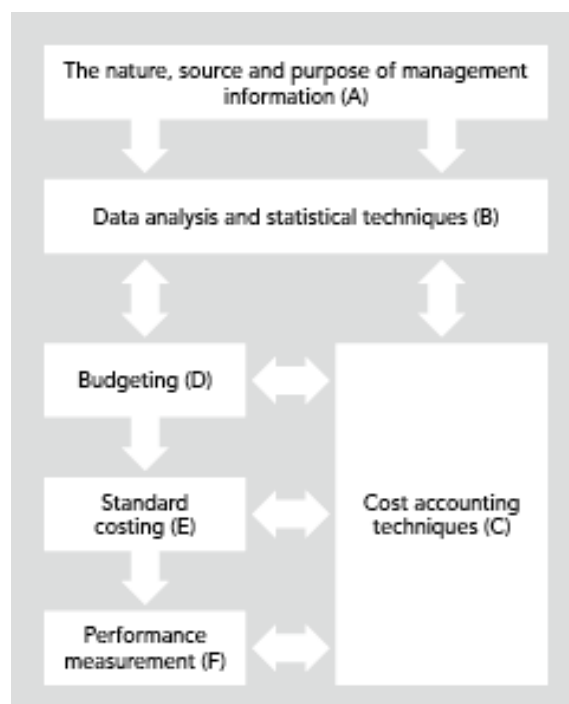 The nature, source and purpose of management
information (A)
Data analysis and statistical techniques (B)
Budgeting (D)
Standard
costing (E)
Cost accounting
techniques (C)
Performance
measurement (F)